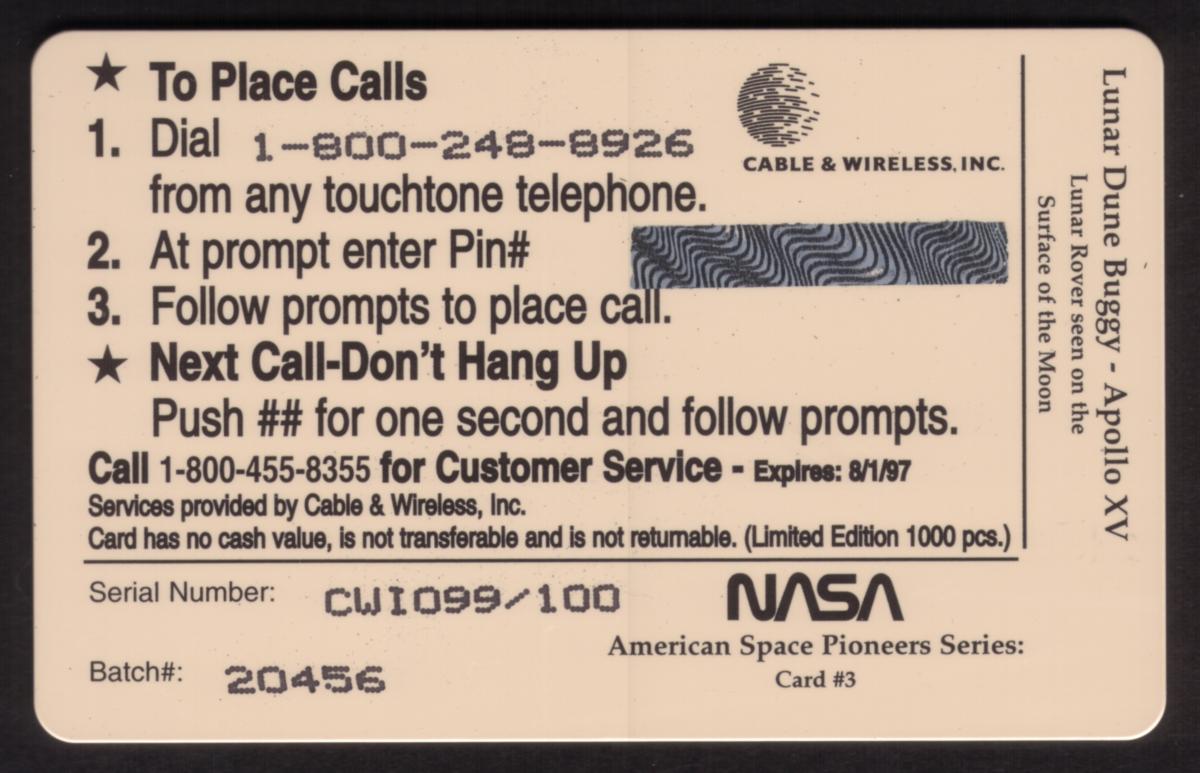 ★ To Place Calls
1. Dial 1-800-248-8926
from any touchtone telephone.
2. At prompt enter Pin#
3. Follow prompts to place call.
★ Next Call-Don't Hang Up
Push ## for one second and follow prompts.
Call 1-800-455-8355 for Customer Service - Expires: 8/1/97
Services provided by Cable & Wireless, Inc.
Card has no cash value, is not transferable and is not returnable. (Limited Edition 1000 pcs.)
CABLE & WIRELESS, INC.
Lunar Dune Buggy - Apollo XV
Lunar Rover seen on the
Surface of the Moon
Serial Number: CWI099/100
Batch#: 20456
NASA
American Space Pioneers Series:
Card #3